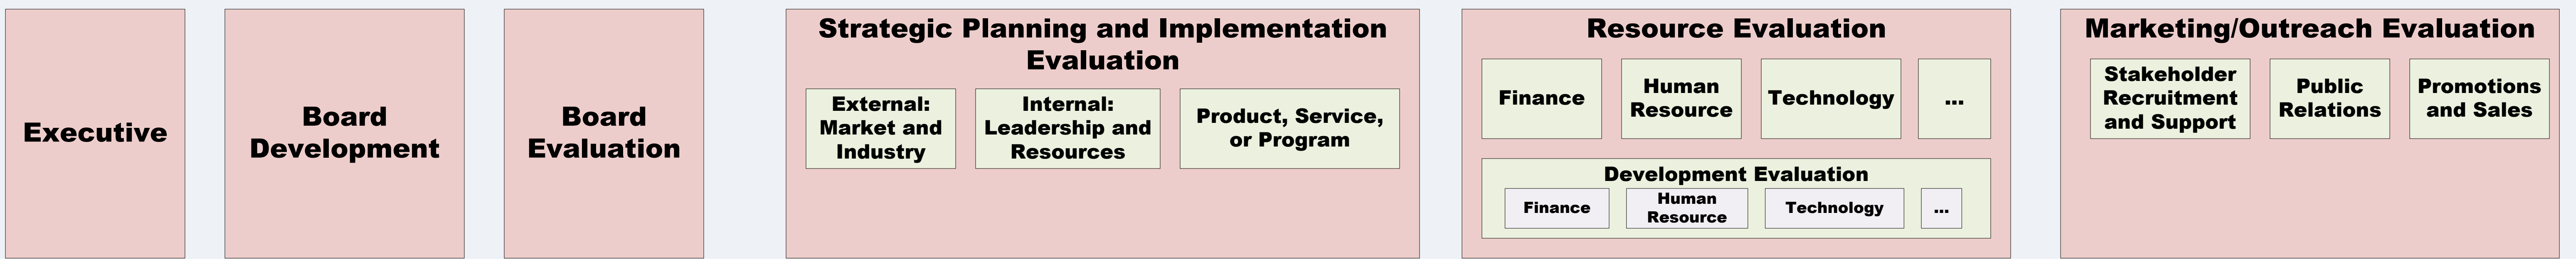 Executive
Board
Development
Board
Evaluation
Strategic Planning and Implementation
Evaluation
External:
Market and
Industry
Internal:
Leadership and
Resources
Product, Service,
or Program
Resource Evaluation
Finance
Human
Resource
Technology
...
Development Evaluation
Finance
Human
Resource
Technology
...
Marketing/Outreach Evaluation
Stakeholder
Recruitment
and Support
Public
Relations
Promotions
and Sales